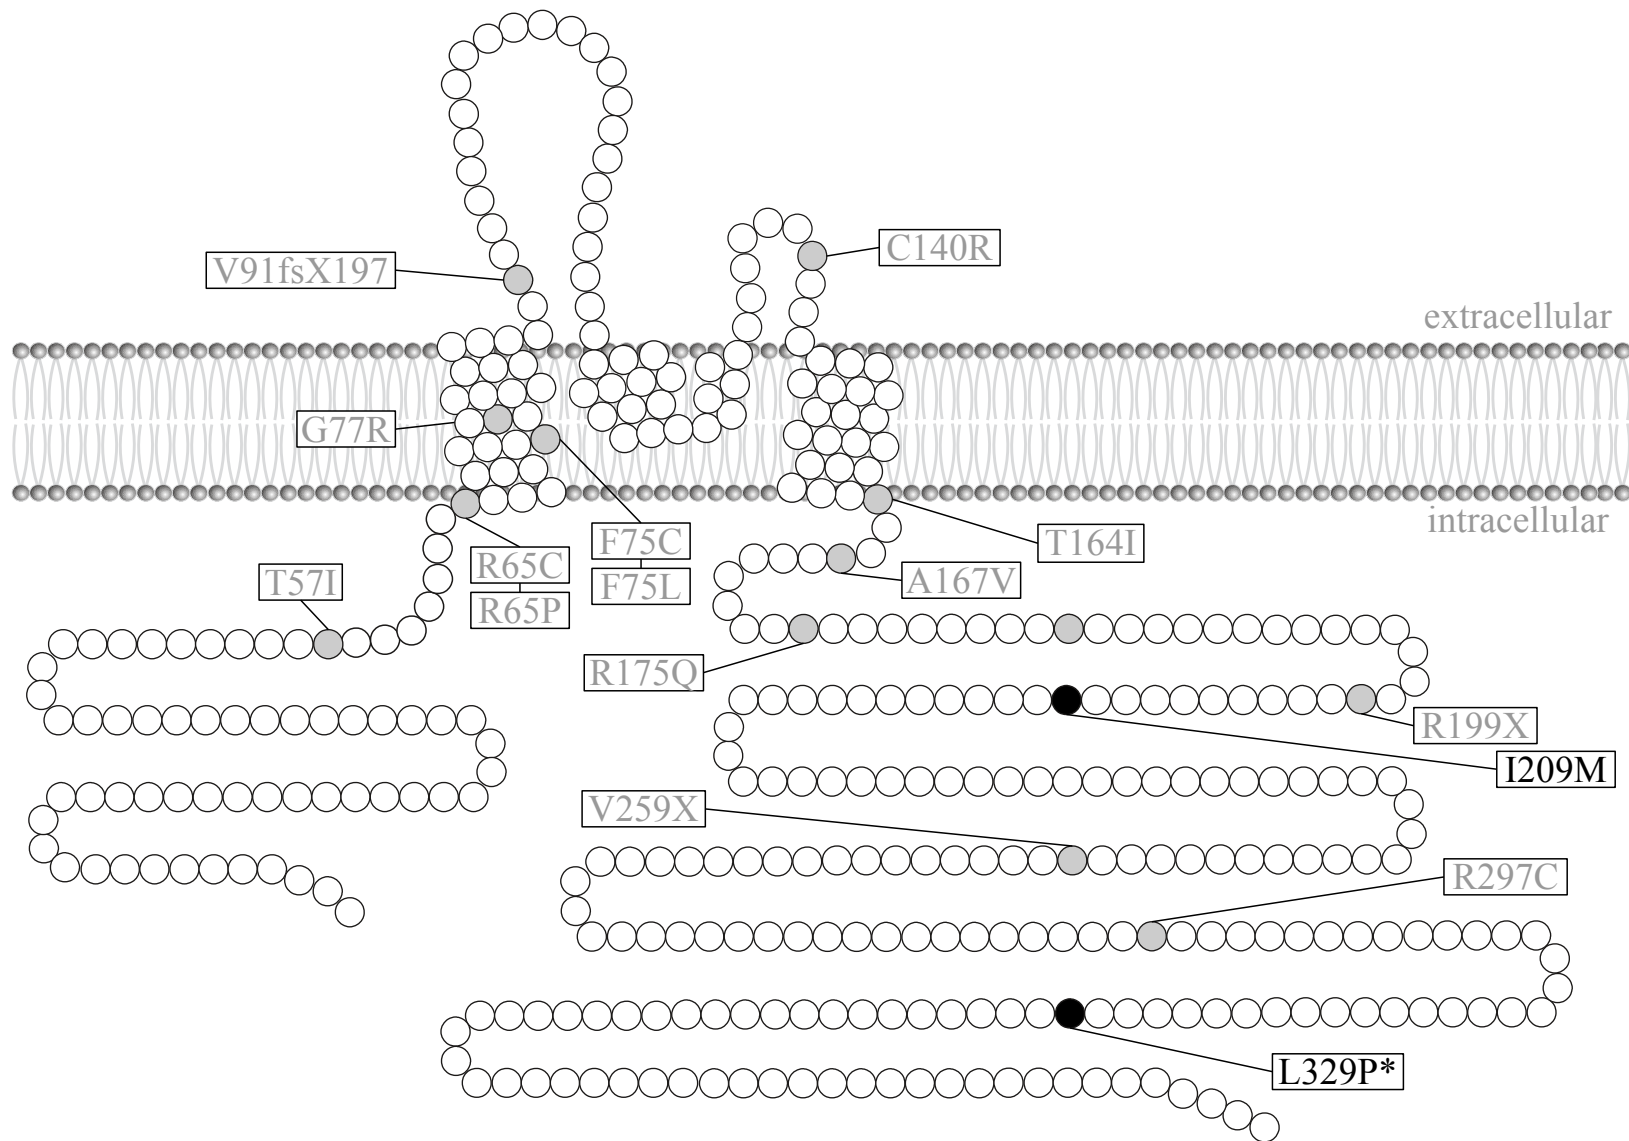 C140R
V91fsX197
extracellular
G77R
intracellular
F75C
T164I
R65C
A167V
T57I
F75L
R65P
R175Q
R199X
I209M
V259X
R297C
L329P*